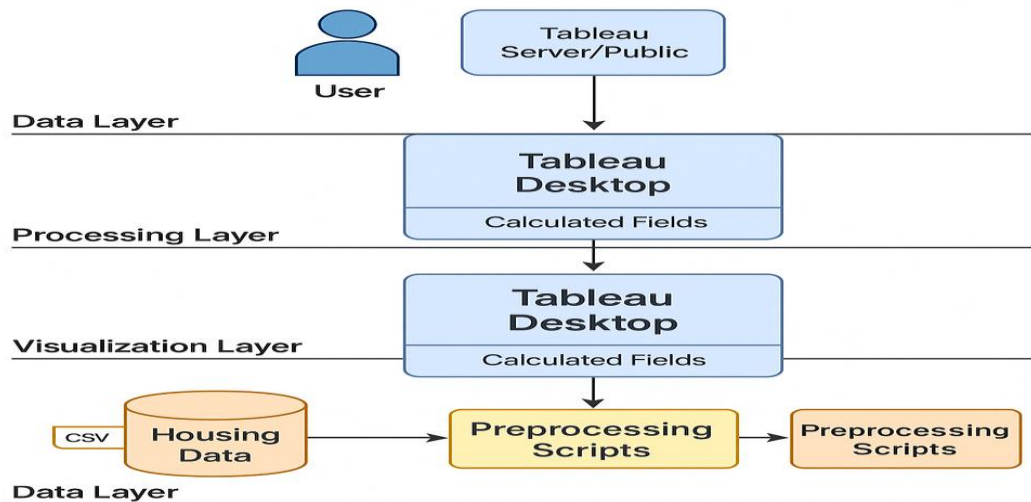 Tableau
Server/Public
User
Data Layer
Tableau
Desktop
Calculated Fields
Processing Layer
Tableau
Desktop
Calculated Fields
Visualization Layer
CSV
Housing
Data
Preprocessing
Scripts
Preprocessing
Scripts
Data Layer